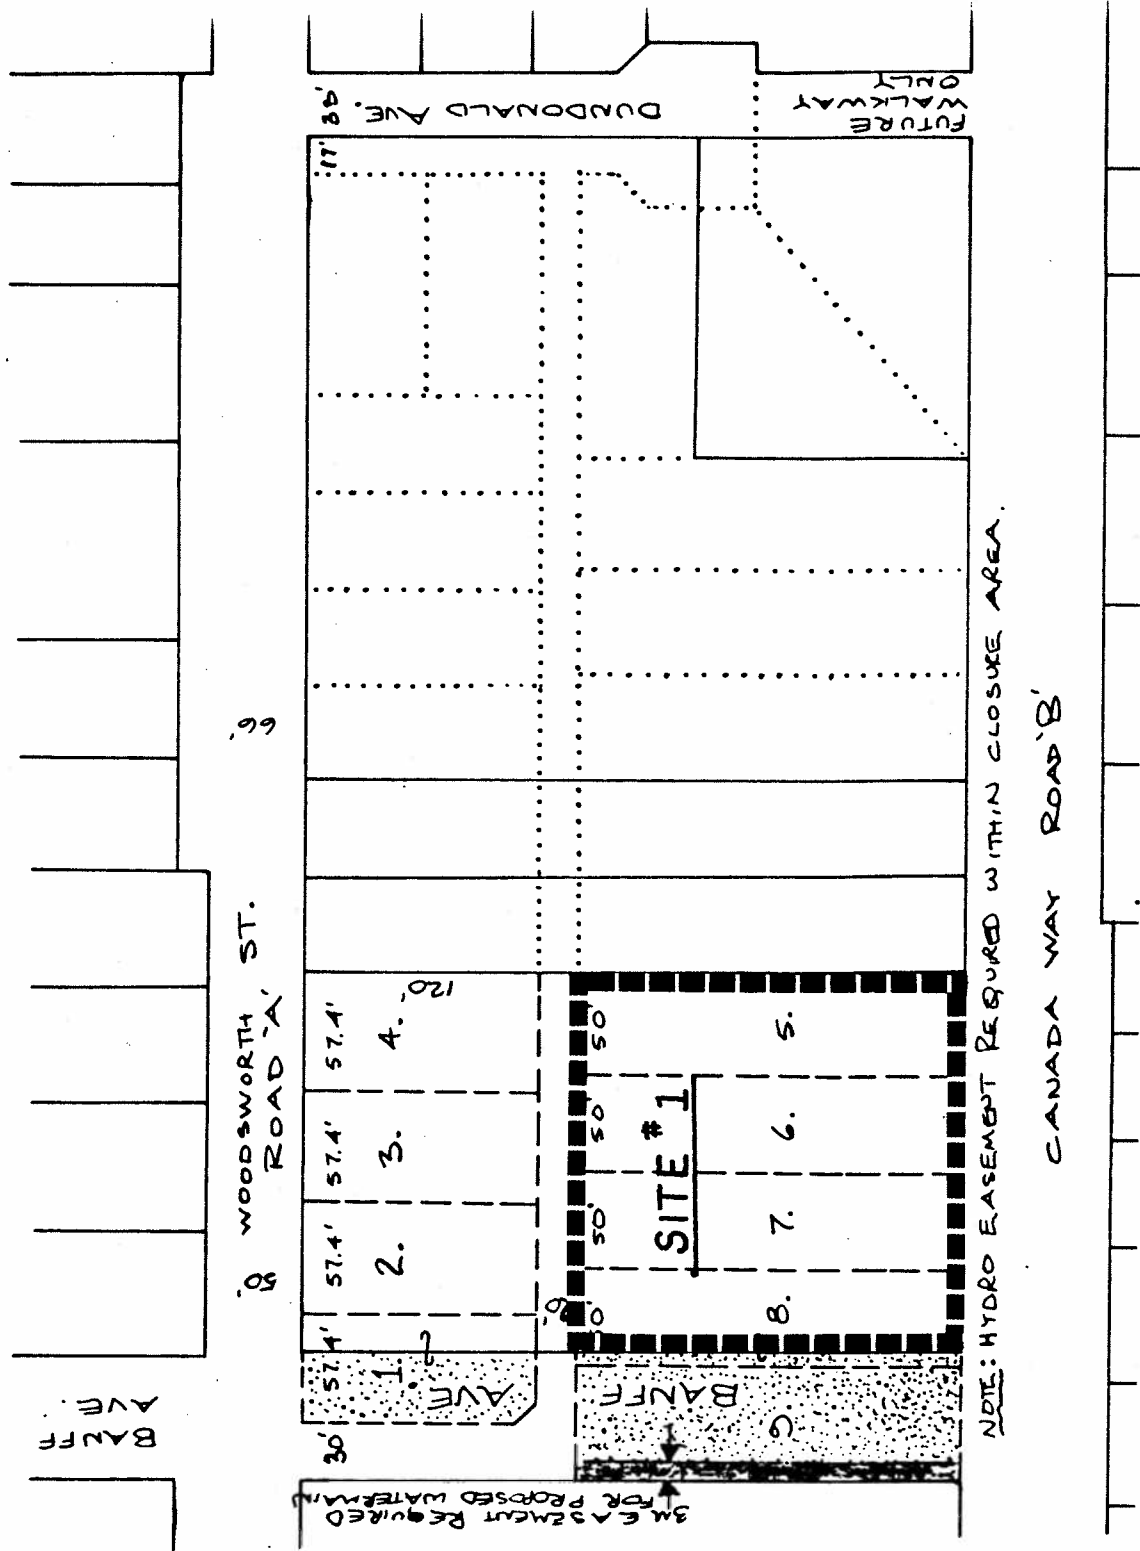 FUTURE
WALKWAY
ONLY
DUNDONALD AVE.
38'
17'
66'
WOODSWORTH ST.
ROAD 'A'
50'
57.4'
4.
120'
57.4'
3.
57.4'
2.
57.4'
1.
50'
5.
50'
6.
50'
7.
8.
SITE #1
BANFF
AVE
BANFF
AVE.
9
30'
3M EASEMENT REQUIRED
FOR PROPOSED WATERMAIN
NOTE: HYDRO EASEMENT REQUIRED WITHIN CLOSURE AREA.
CANADA WAY ROAD 'B'